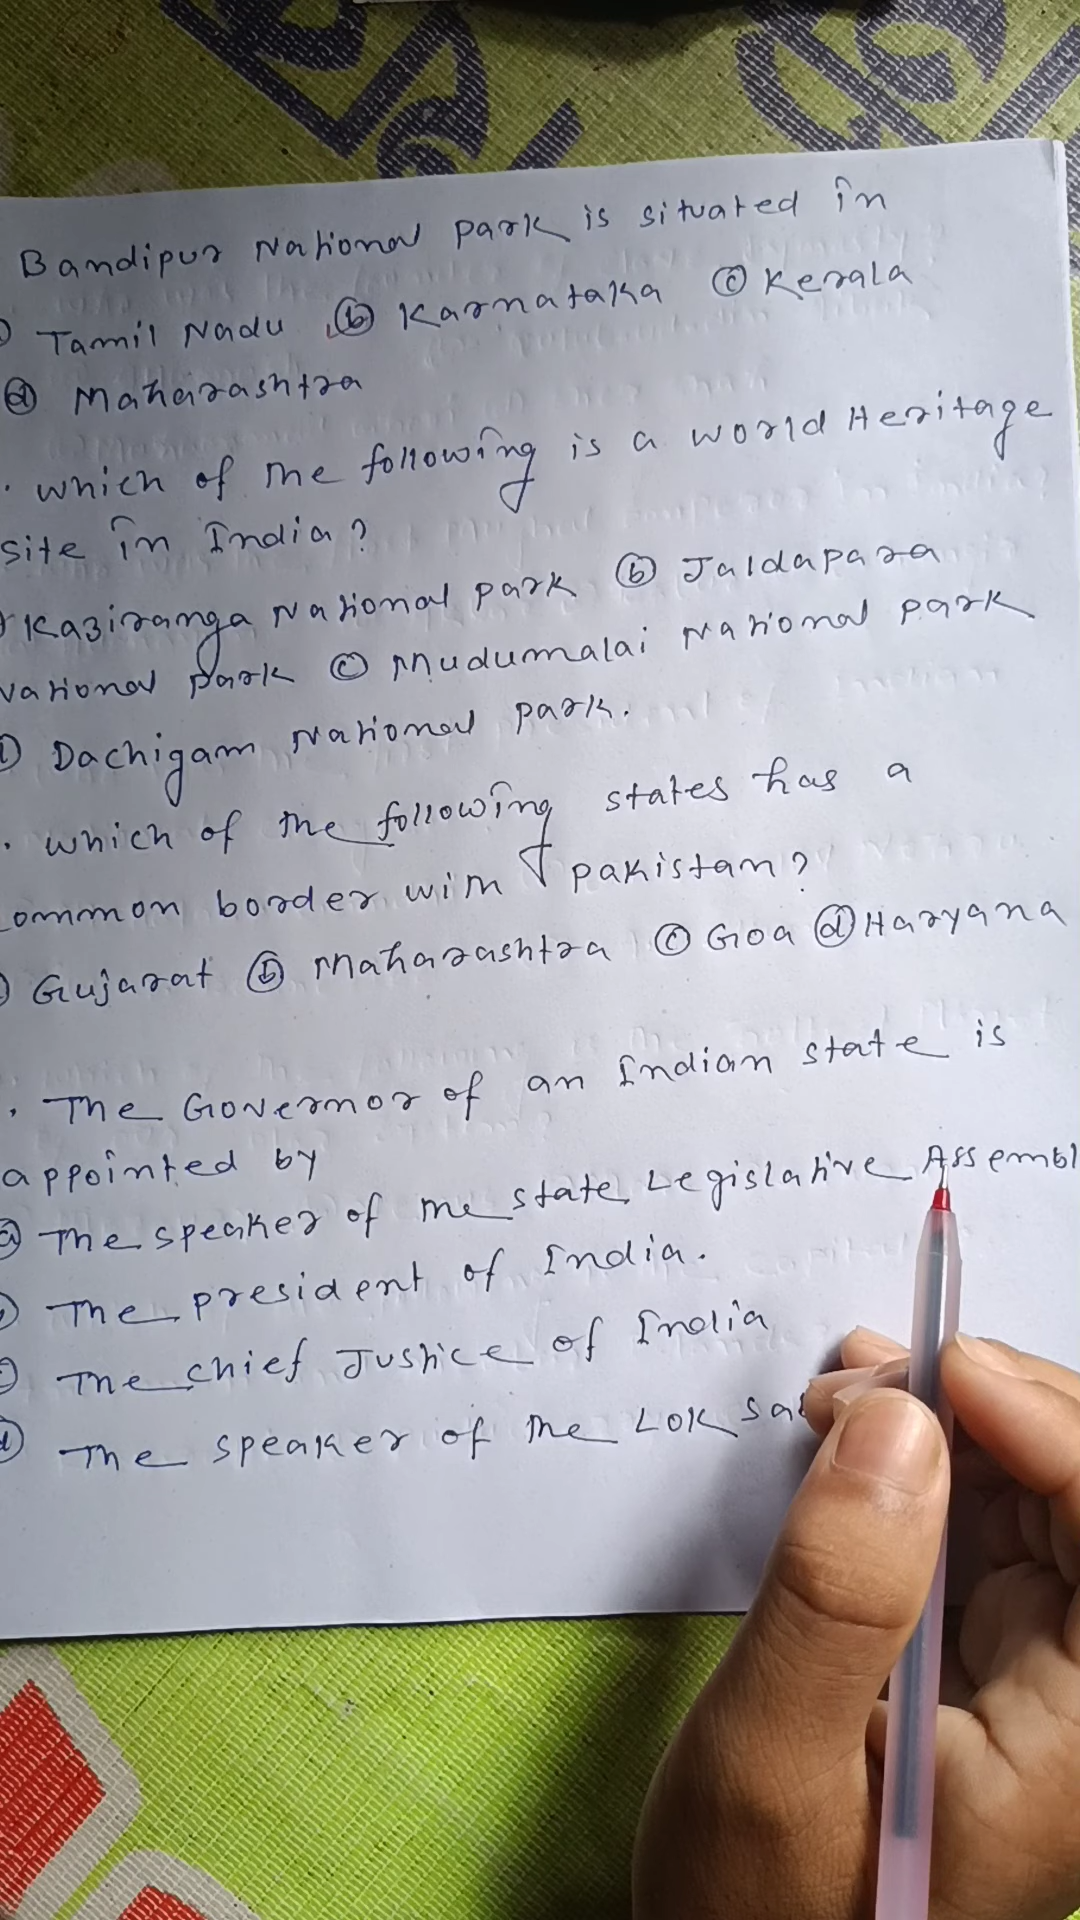 Bandipur National park is situated in
Tamil Nadu (b) Karnataka (c) Kerala
(d) Maharashtra
. which of the following is a world Heritage
site in India?
Kaziranga National park (b) Jaldapara
National park (c) Mudumalai National park
Dachigam National park.
. which of the following states has a
common border with pakistan?
Gujarat (b) Maharashtra (c) Goa (d) Haryana
. The Governor of an Indian state is
appointed by
(a) The speaker of the state Legislative Assembl
The president of India.
The chief Justice of India
(d) The speaker of the Lok Sa